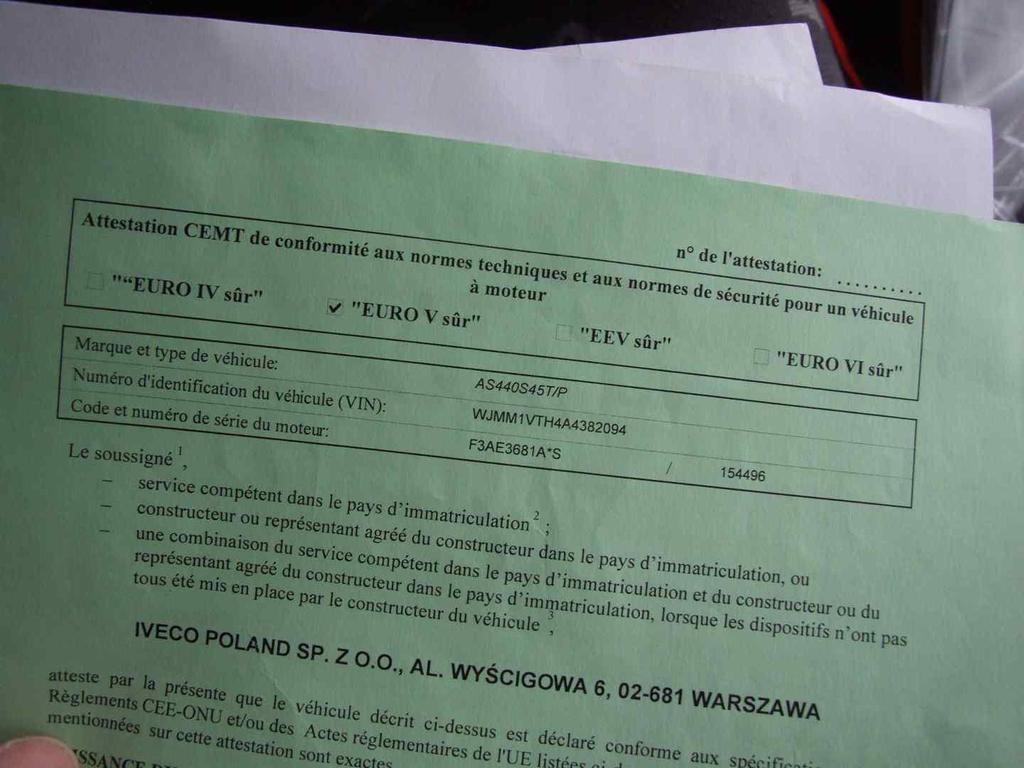 n° de l'attestation: ..........
Attestation CEMT de conformité aux normes techniques et aux normes de sécurité pour un véhicule
à moteur
"“EURO IV sûr" ✔ "EURO V sûr" "EEV sûr" "EURO VI sûr"
Marque et type de véhicule: AS440S45T/P
Numéro d'identification du véhicule (VIN): WJMM1VTH4A4382094
Code et numéro de série du moteur: F3AE3681A*S / 154496
Le soussigné 1,
– service compétent dans le pays d'immatriculation 2 ;
– constructeur ou représentant agréé du constructeur dans le pays d'immatriculation, ou
– une combinaison du service compétent dans le pays d'immatriculation et du constructeur ou du
représentant agréé du constructeur dans le pays d'immatriculation, lorsque les dispositifs n'ont pas
tous été mis en place par le constructeur du véhicule 3,
IVECO POLAND SP. Z O.O., AL. WYŚCIGOWA 6, 02-681 WARSZAWA
atteste par la présente que le véhicule décrit ci-dessus est déclaré conforme aux
Règlements CEE-ONU et/ou des Actes réglementaires de l'UE listées
mentionnées sur cette attestation sont exactes.